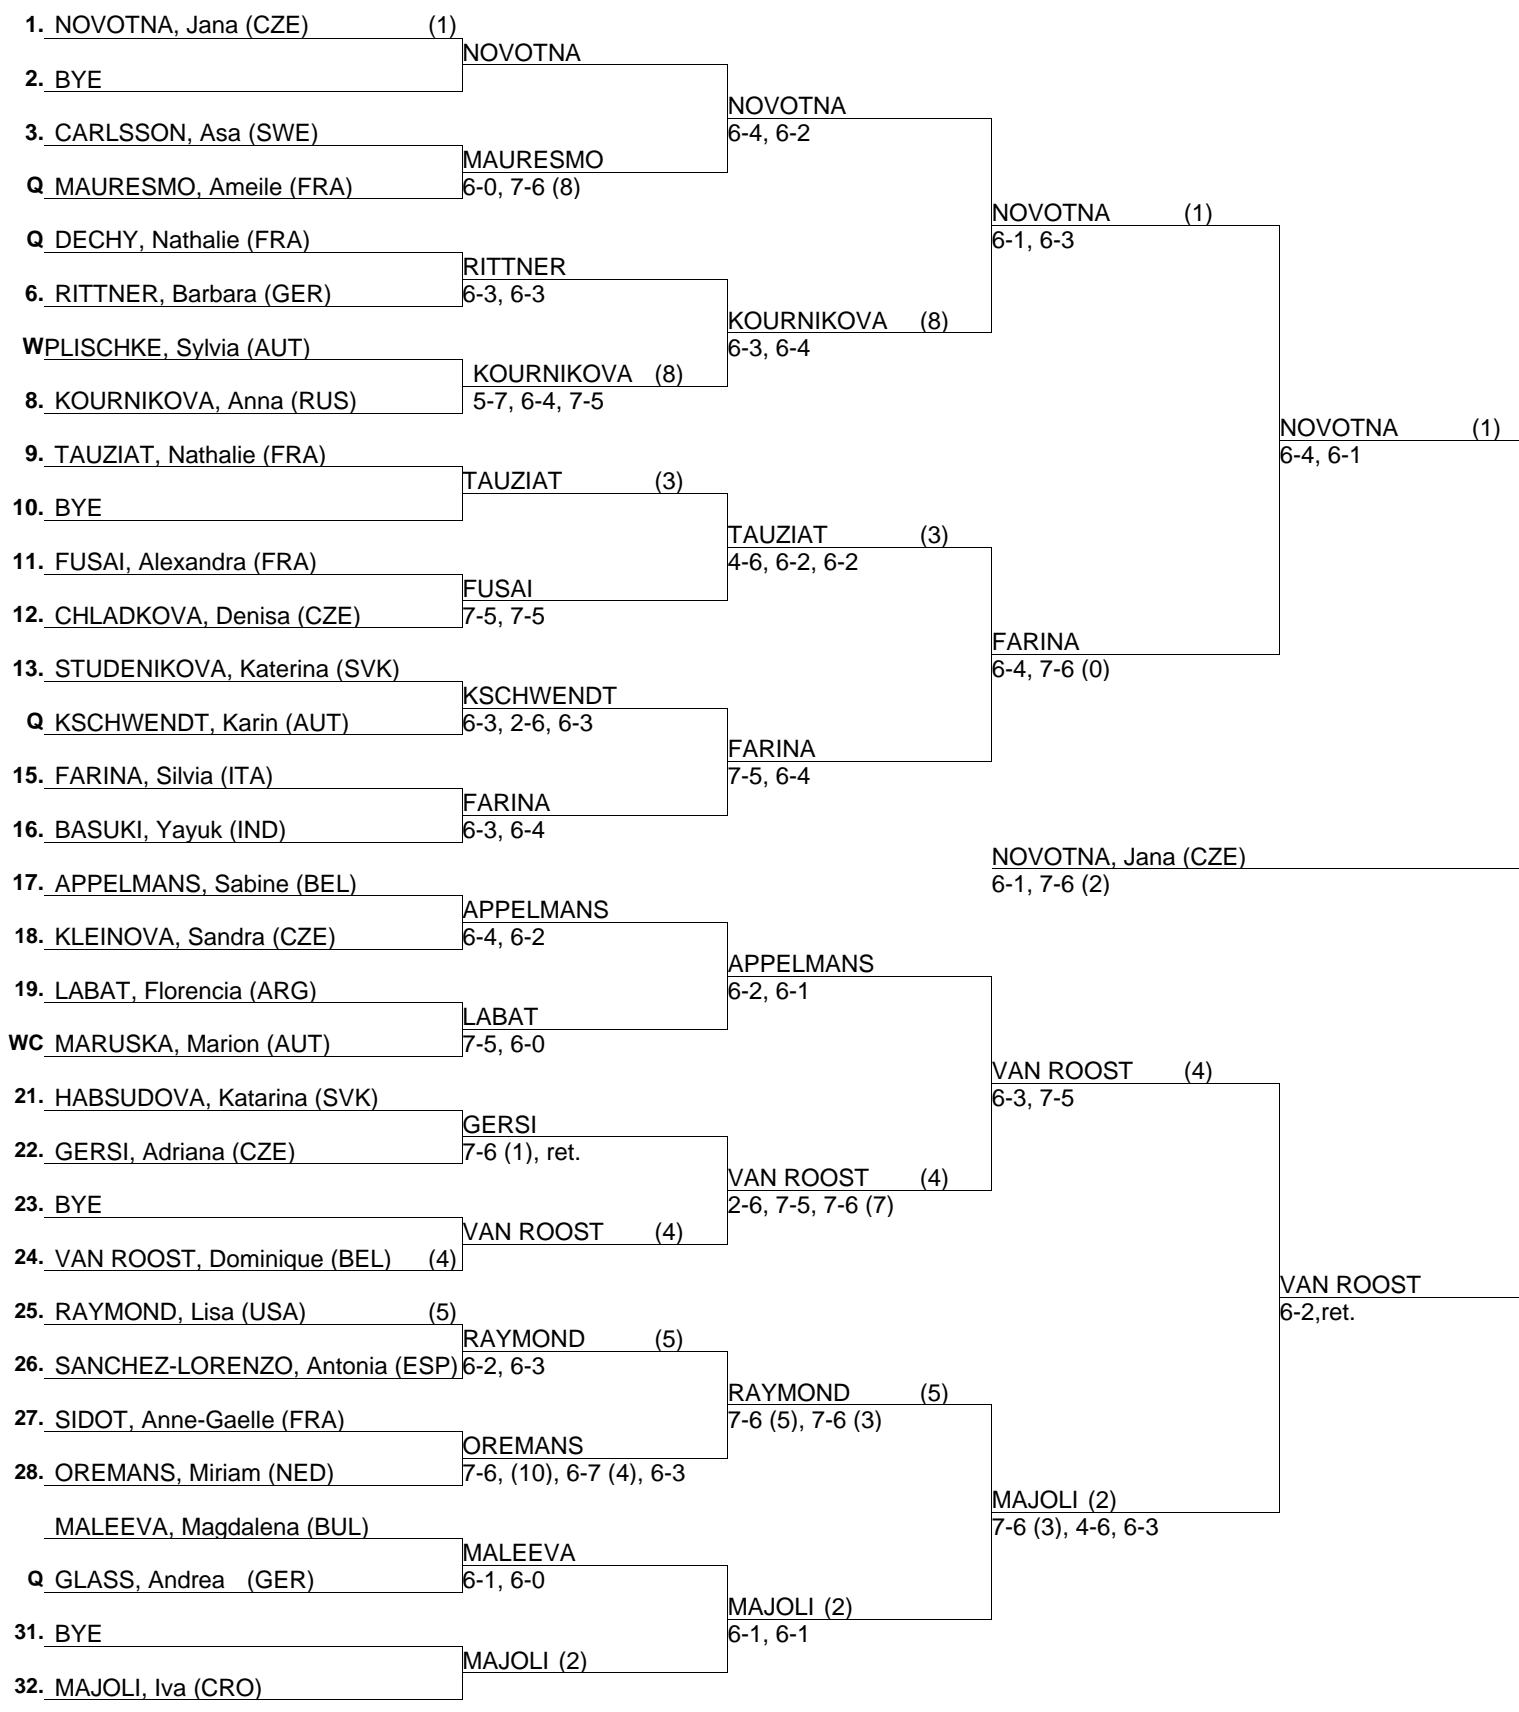 1. NOVOTNA, Jana (CZE) (1)
NOVOTNA
2. BYE
NOVOTNA
6-4, 6-2
3. CARLSSON, Asa (SWE)
MAURESMO
Q MAURESMO, Ameile (FRA)
6-0, 7-6 (8)
NOVOTNA (1)
6-1, 6-3
Q DECHY, Nathalie (FRA)
RITTNER
6. RITTNER, Barbara (GER)
6-3, 6-3
KOURNIKOVA (8)
6-3, 6-4
WPLISCHKE, Sylvia (AUT)
KOURNIKOVA (8)
8. KOURNIKOVA, Anna (RUS)
5-7, 6-4, 7-5
NOVOTNA (1)
6-4, 6-1
9. TAUZIAT, Nathalie (FRA)
TAUZIAT (3)
10. BYE
TAUZIAT (3)
4-6, 6-2, 6-2
11. FUSAI, Alexandra (FRA)
FUSAI
12. CHLADKOVA, Denisa (CZE)
7-5, 7-5
FARINA
6-4, 7-6 (0)
13. STUDENIKOVA, Katerina (SVK)
KSCHWENDT
Q KSCHWENDT, Karin (AUT)
6-3, 2-6, 6-3
FARINA
7-5, 6-4
15. FARINA, Silvia (ITA)
FARINA
16. BASUKI, Yayuk (IND)
6-3, 6-4
NOVOTNA, Jana (CZE)
6-1, 7-6 (2)
17. APPELMANS, Sabine (BEL)
APPELMANS
18. KLEINOVA, Sandra (CZE)
6-4, 6-2
APPELMANS
6-2, 6-1
19. LABAT, Florencia (ARG)
LABAT
WC MARUSKA, Marion (AUT)
7-5, 6-0
VAN ROOST (4)
6-3, 7-5
21. HABSUDOVA, Katarina (SVK)
GERSI
22. GERSI, Adriana (CZE)
7-6 (1), ret.
VAN ROOST (4)
2-6, 7-5, 7-6 (7)
23. BYE
VAN ROOST (4)
24. VAN ROOST, Dominique (BEL) (4)
VAN ROOST
6-2,ret.
25. RAYMOND, Lisa (USA) (5)
RAYMOND (5)
26. SANCHEZ-LORENZO, Antonia (ESP)
6-2, 6-3
RAYMOND (5)
7-6 (5), 7-6 (3)
27. SIDOT, Anne-Gaelle (FRA)
OREMANS
28. OREMANS, Miriam (NED)
7-6, (10), 6-7 (4), 6-3
MAJOLI (2)
7-6 (3), 4-6, 6-3
MALEEVA, Magdalena (BUL)
MALEEVA
Q GLASS, Andrea (GER)
6-1, 6-0
MAJOLI (2)
6-1, 6-1
31. BYE
MAJOLI (2)
32. MAJOLI, Iva (CRO)